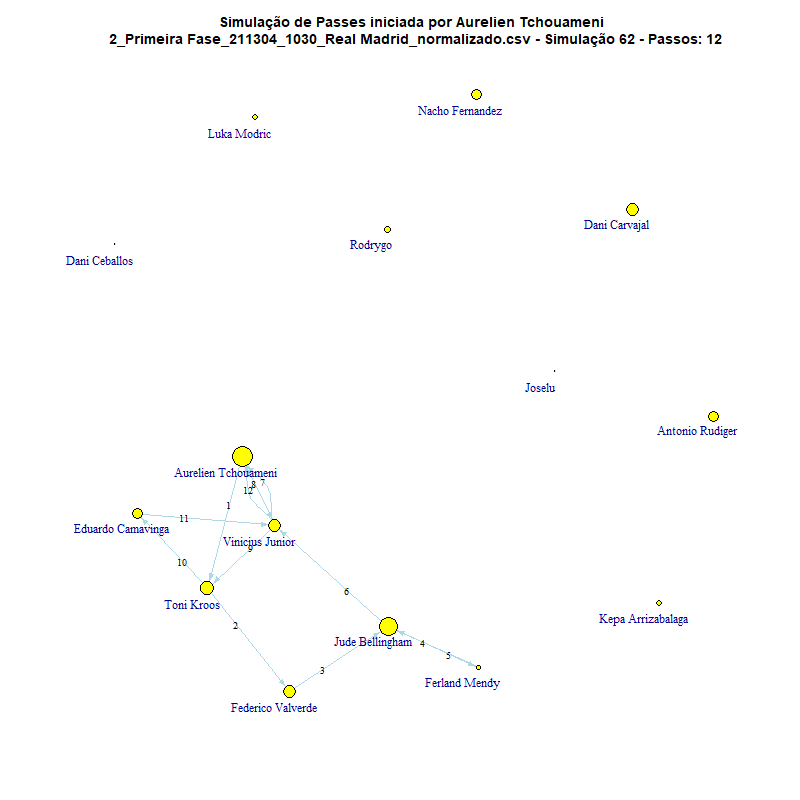 Simulação de Passes iniciada por Aurelien Tchouameni
2_Primeira Fase_211304_1030_Real Madrid_normalizado.csv - Simulação 62 - Passos: 12
Nacho Fernandez
Luka Modric
Dani Carvajal
Rodrygo
Dani Ceballos
Joselu
Antonio Rudiger
Aurelien Tchouameni
8
7
12
1
11
Eduardo Camavinga
Vinicius Junior
9
10
6
Toni Kroos
Kepa Arrizabalaga
2
Jude Bellingham
4
5
3
Ferland Mendy
Federico Valverde